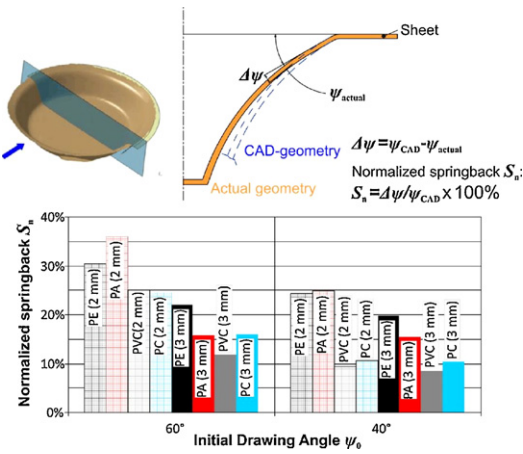 Sheet
Δψ
ψactual
CAD-geometry
Actual geometry
Δψ=ψCAD-ψactual
Normalized springback Sn:
Sn=Δψ/ψCAD x 100%
Normalized springback Sn
40%
30%
20%
10%
0%
PE (2 mm)
PA (2 mm)
PVC(2 mm)
PC (2 mm)
PE (3 mm)
PA (3 mm)
PVC (3 mm)
PC (3 mm)
PE (2 mm)
PA (2 mm)
PVC (2 mm)
PC (2 mm)
PE (3 mm)
PA (3 mm)
PVC (3 mm)
PC (3 mm)
60°
40°
Initial Drawing Angle ψ0